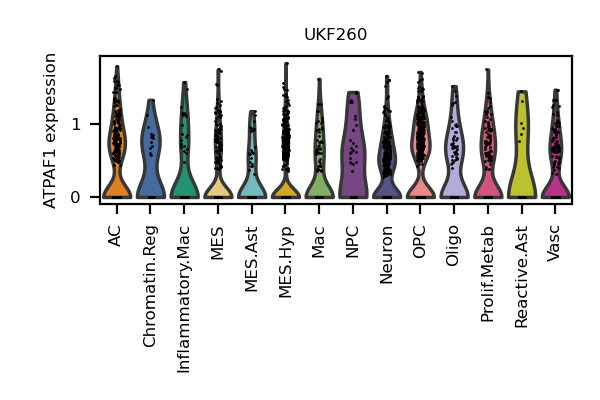 UKF260
ATPAF1 expression
1
0
AC
Chromatin.Reg
Inflammatory.Mac
MES
MES.Ast
MES.Hyp
Mac
NPC
Neuron
OPC
Oligo
Prolif.Metab
Reactive.Ast
Vasc